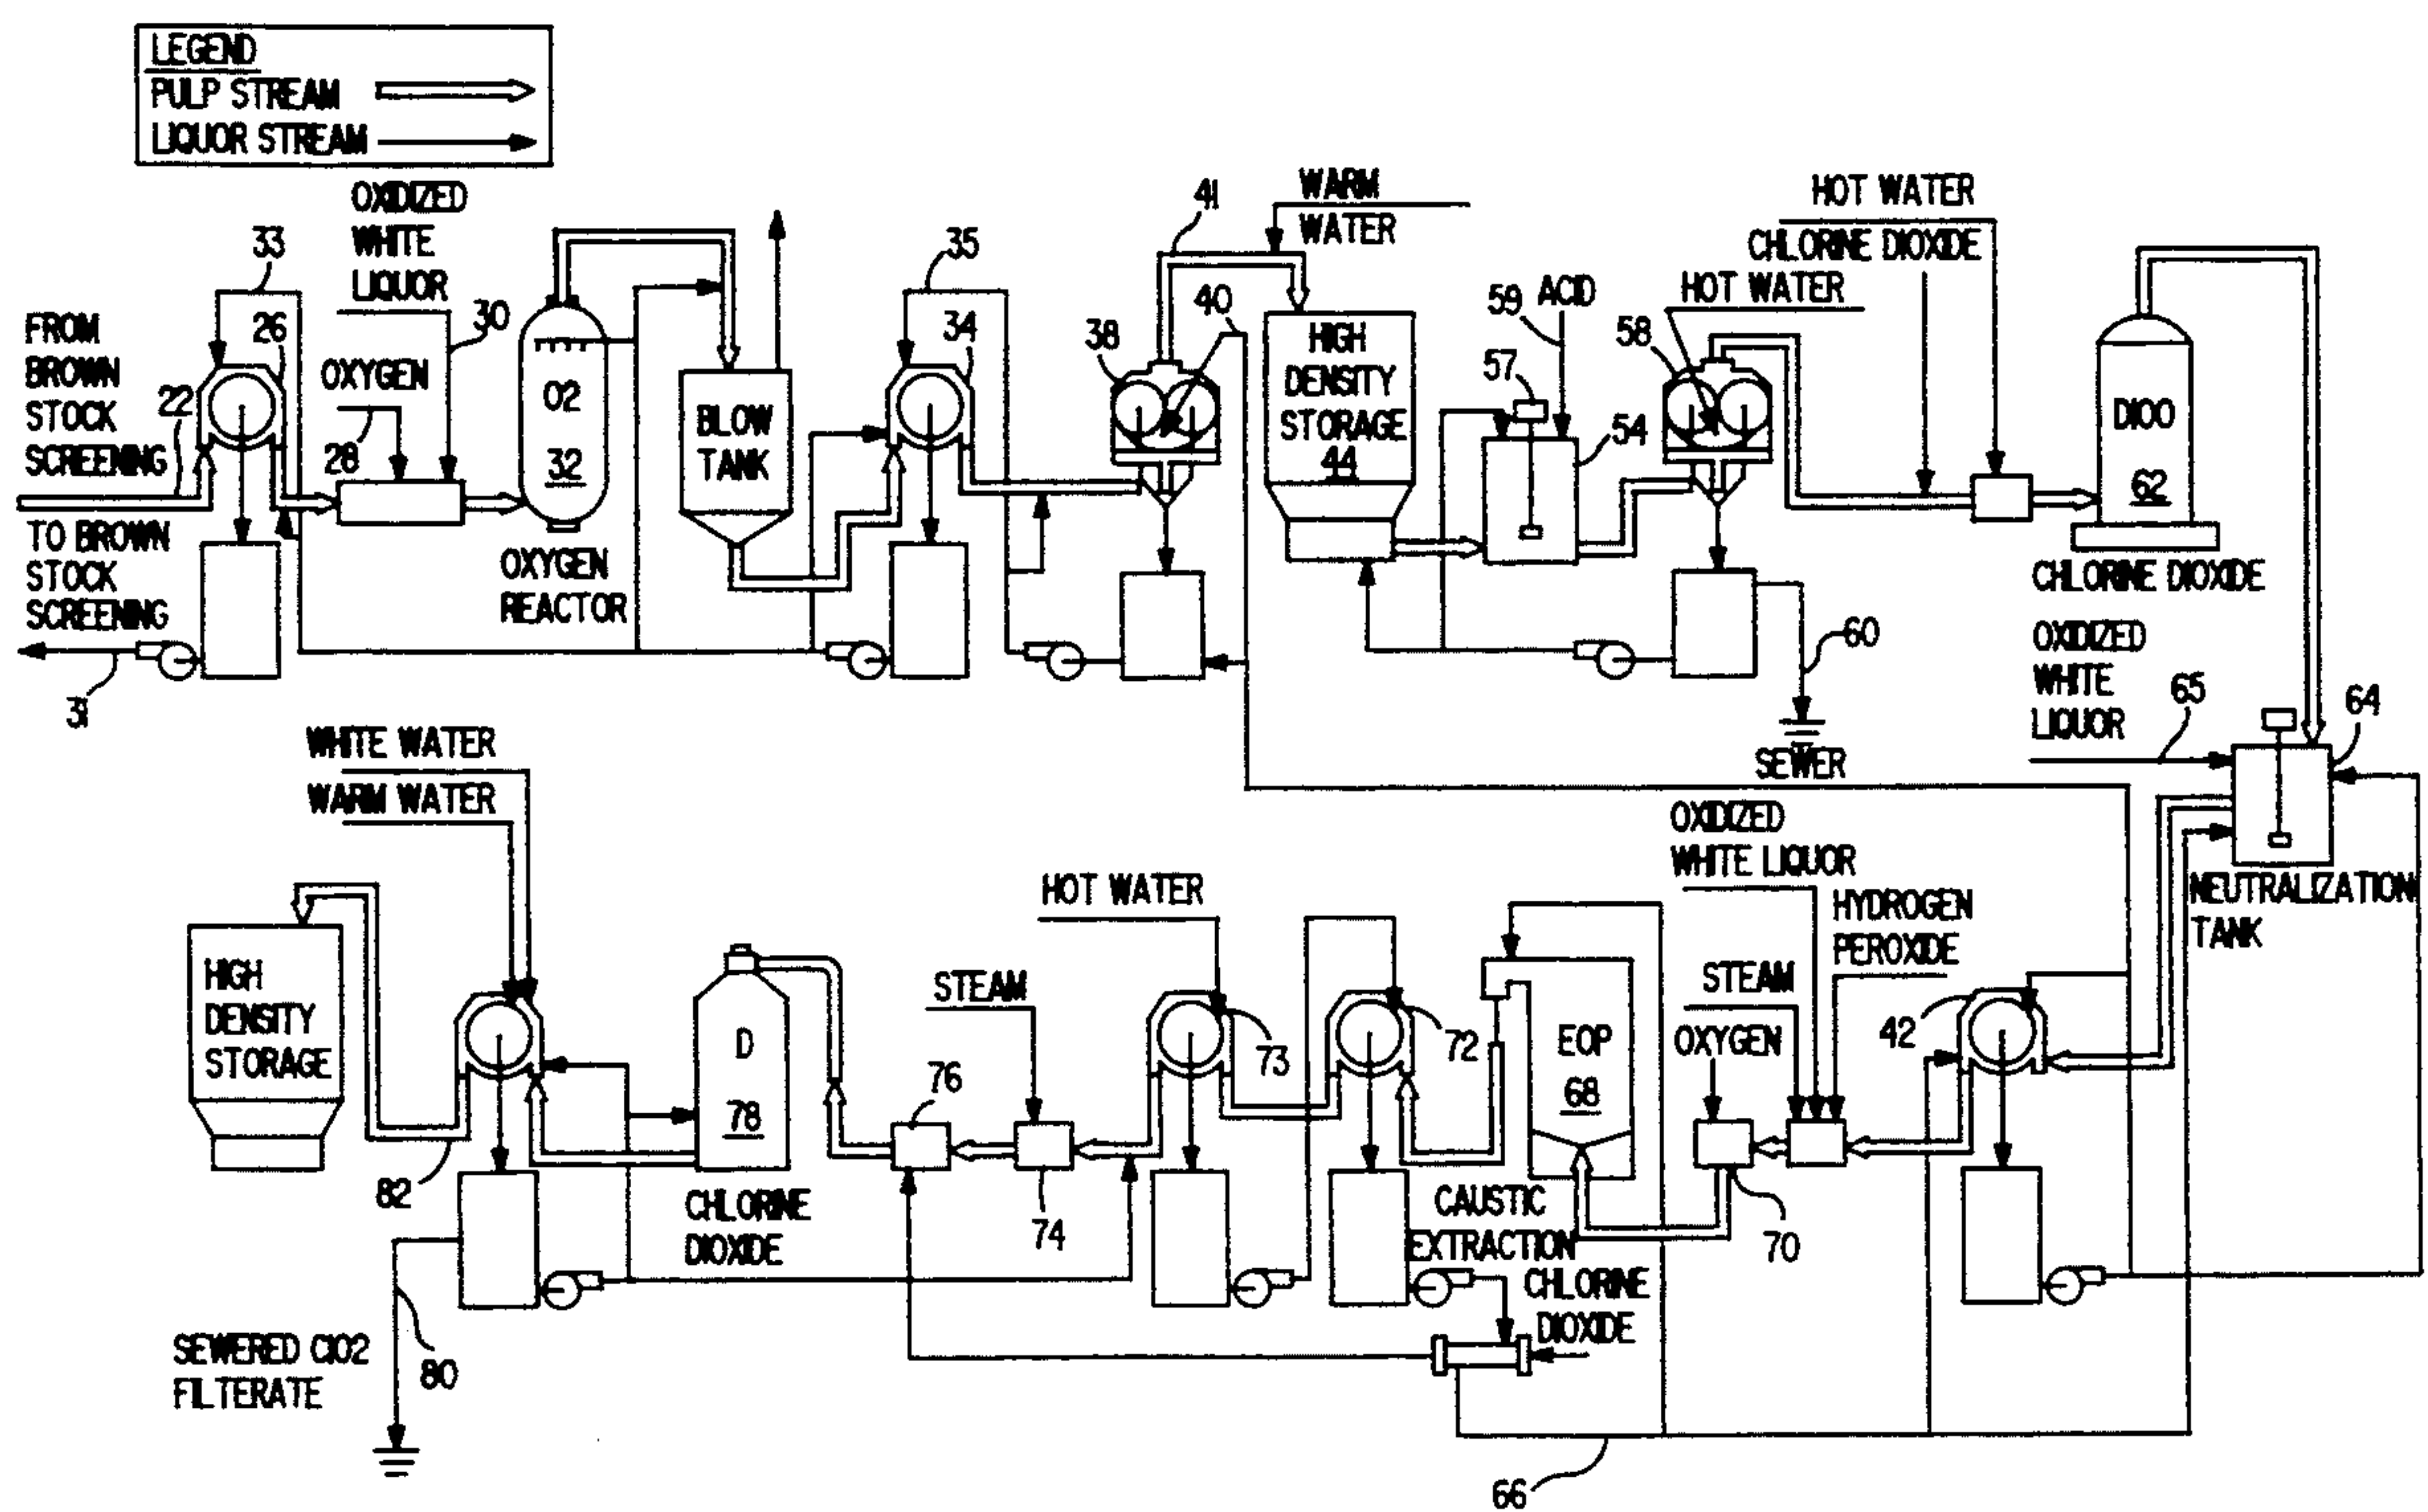 LEGEND
PULP STREAM
LIQUOR STREAM
OXIDIZED
WHITE
LIQUOR
33
26
FROM
BROWN
STOCK
SCREENING
22
OXYGEN
28
30
O2
32
OXYGEN
REACTOR
TO BROWN
STOCK
SCREENING
31
BLOW
TANK
35
34
38
41
40
WARM
WATER
HIGH
DENSITY
STORAGE
44
59
ACID
57
54
58
HOT WATER
CHLORINE DIOXIDE
HOT WATER
D100
62
CHLORINE DIOXIDE
60
SEWER
OXIDIZED
WHITE
LIQUOR
65
64
NEUTRALIZATION
TANK
WHITE WATER
WARM WATER
HIGH
DENSITY
STORAGE
82
SEWERED ClO2
FILTERATE
80
D
78
CHLORINE
DIOXIDE
76
STEAM
74
HOT WATER
73
72
EOP
68
CAUSTIC
EXTRACTION
CHLORINE
DIOXIDE
66
OXIDIZED
WHITE LIQUOR
HYDROGEN
PEROXIDE
STEAM
OXYGEN
70
42